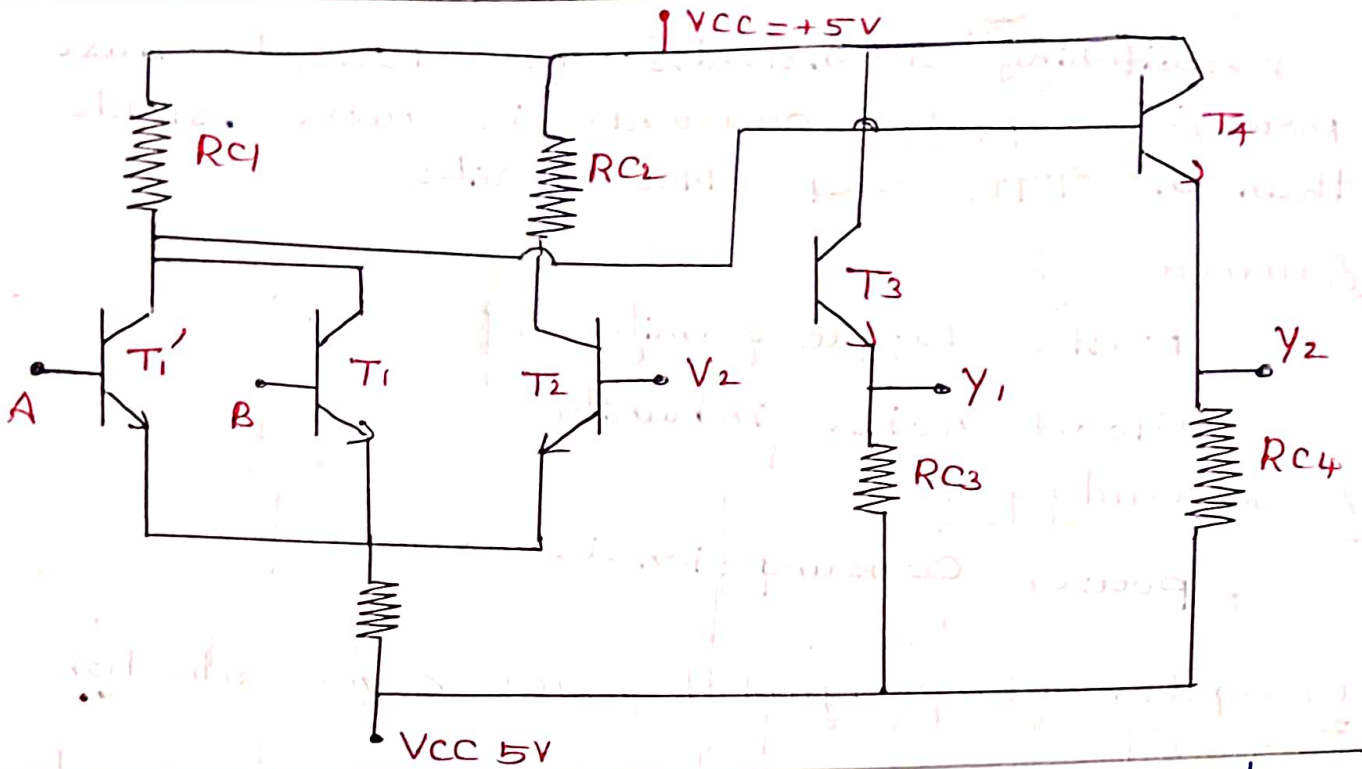 VCC = +5V
RC1
RC2
T4
T3
T1'
T1
T2
V2
A
B
Y1
Y2
RC3
RC4
VCC 5V